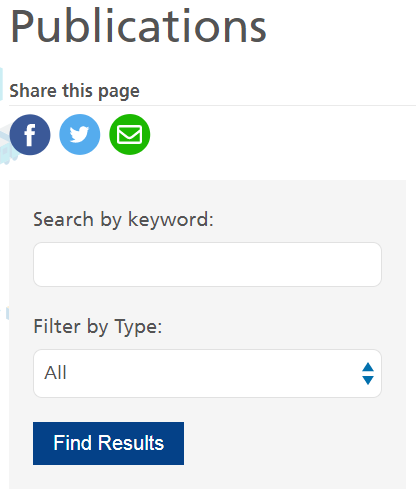 Publications
Share this page
Search by keyword:
Filter by Type:
All
Find Results